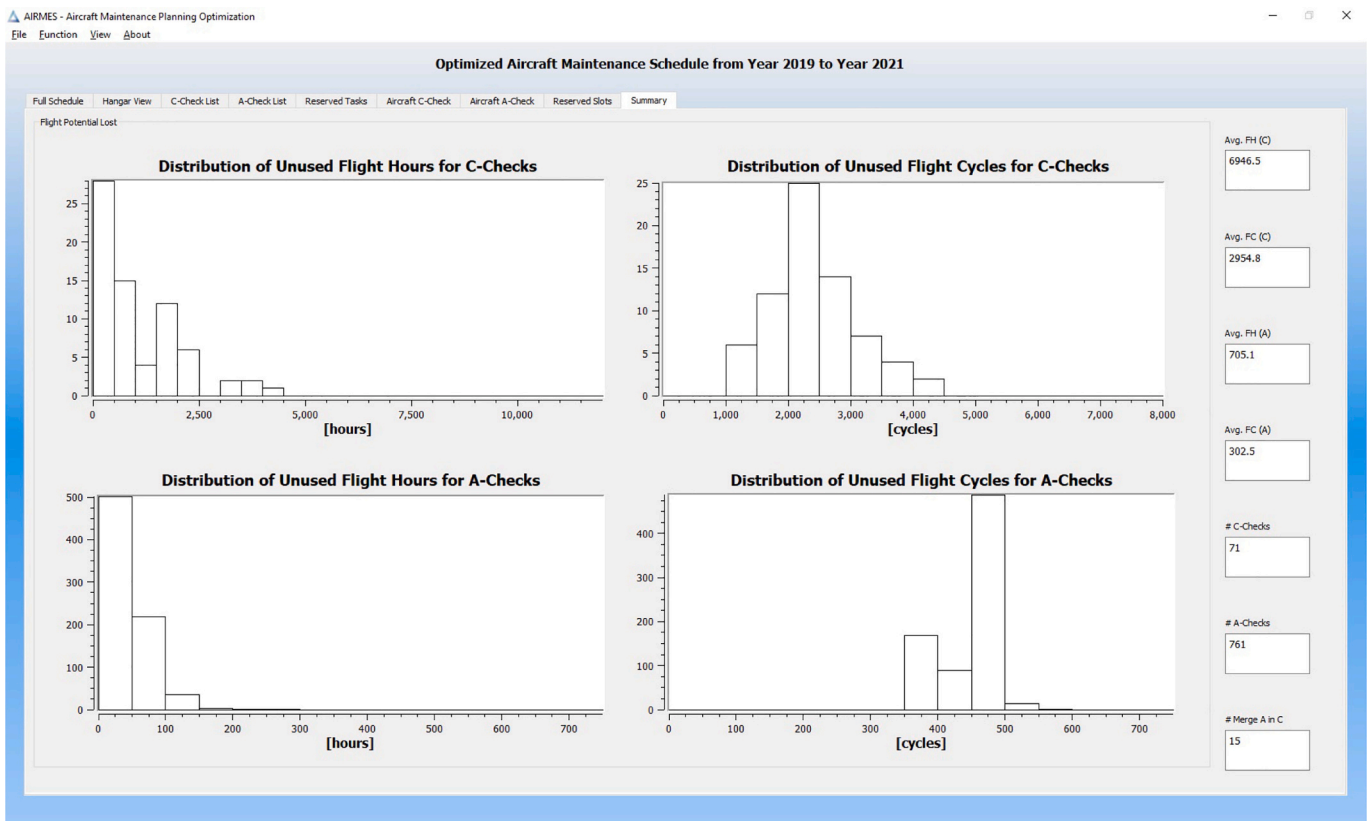 AIRMES - Aircraft Maintenance Planning Optimization
File Function View About
Optimized Aircraft Maintenance Schedule from Year 2019 to Year 2021
Full Schedule Hangar View C-Check List A-Check List Reserved Tasks Aircraft C-Check Aircraft A-Check Reserved Slots Summary
Flight Potential Lost
Distribution of Unused Flight Hours for C-Checks
25
20
15
10
5
0
0 2,500 5,000 7,500 10,000
[hours]
Distribution of Unused Flight Cycles for C-Checks
25
20
15
10
5
0
0 1,000 2,000 3,000 4,000 5,000 6,000 7,000 8,000
[cycles]
Distribution of Unused Flight Hours for A-Checks
500
400
300
200
100
0
0 100 200 300 400 500 600 700
[hours]
Distribution of Unused Flight Cycles for A-Checks
400
300
200
100
0
0 100 200 300 400 500 600 700
[cycles]
Avg. FH (C)
6946.5
Avg. FC (C)
2954.8
Avg. FH (A)
705.1
Avg. FC (A)
302.5
# C-Checks
71
# A-Checks
761
# Merge A in C
15